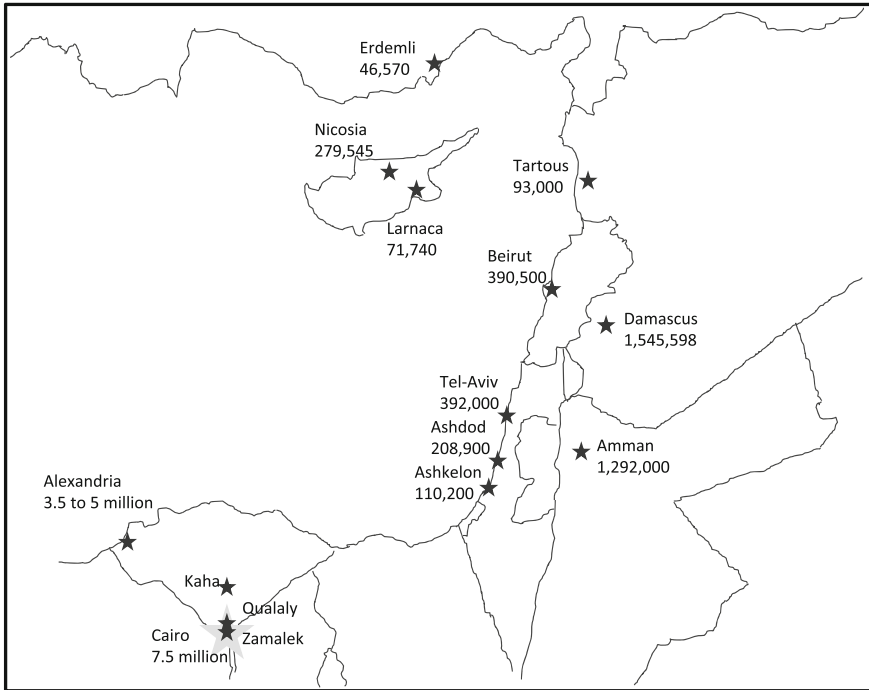 Erdemli
46,570
Nicosia
279,545
Tartous
93,000
Larnaca
71,740
Beirut
390,500
Damascus
1,545,598
Tel-Aviv
392,000
Ashdod
208,900
Amman
1,292,000
Ashkelon
110,200
Alexandria
3.5 to 5 million
Kaha
Qualaly
Cairo
7.5 million
Zamalek